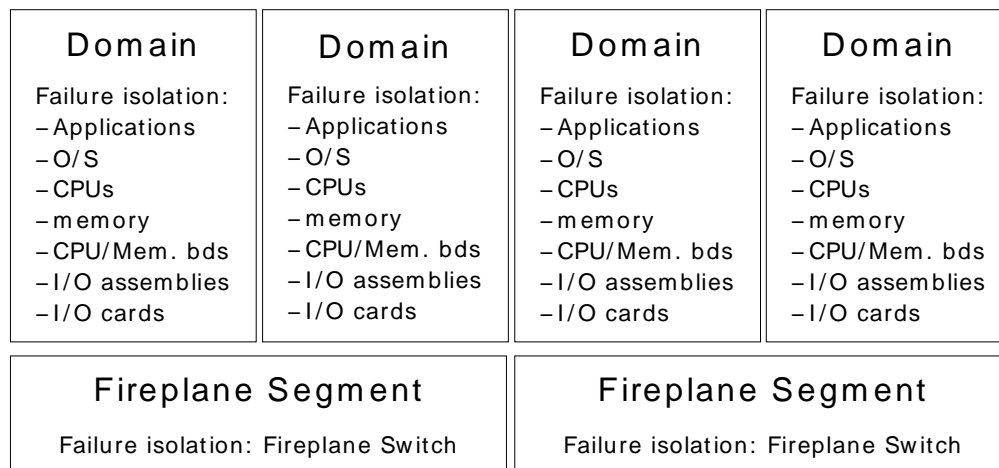 Domain
Failure isolation:
– Applications
– O/S
– CPUs
– memory
– CPU/Mem. bds
– I/O assemblies
– I/O cards
Domain
Failure isolation:
– Applications
– O/S
– CPUs
– memory
– CPU/Mem. bds
– I/O assemblies
– I/O cards
Domain
Failure isolation:
– Applications
– O/S
– CPUs
– memory
– CPU/Mem. bds
– I/O assemblies
– I/O cards
Domain
Failure isolation:
– Applications
– O/S
– CPUs
– memory
– CPU/Mem. bds
– I/O assemblies
– I/O cards
Fireplane Segment
Failure isolation: Fireplane Switch
Fireplane Segment
Failure isolation: Fireplane Switch